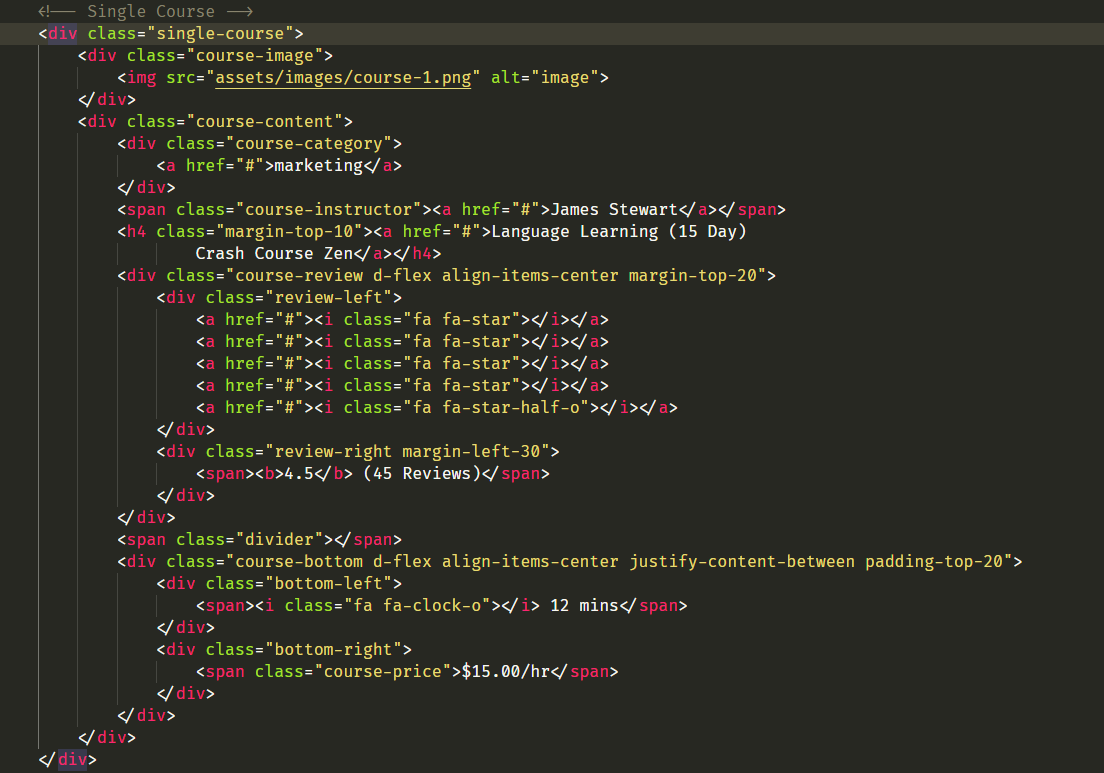 <!-- Single Course -->
<div class="single-course">
    <div class="course-image">
        <img src="assets/images/course-1.png" alt="image">
    </div>
    <div class="course-content">
        <div class="course-category">
            <a href="#">marketing</a>
        </div>
        <span class="course-instructor"><a href="#">James Stewart</a></span>
        <h4 class="margin-top-10"><a href="#">Language Learning (15 Day)
                Crash Course Zen</a></h4>
        <div class="course-review d-flex align-items-center margin-top-20">
            <div class="review-left">
                <a href="#"><i class="fa fa-star"></i></a>
                <a href="#"><i class="fa fa-star"></i></a>
                <a href="#"><i class="fa fa-star"></i></a>
                <a href="#"><i class="fa fa-star"></i></a>
                <a href="#"><i class="fa fa-star-half-o"></i></a>
            </div>
            <div class="review-right margin-left-30">
                <span><b>4.5</b> (45 Reviews)</span>
            </div>
        </div>
        <span class="divider"></span>
        <div class="course-bottom d-flex align-items-center justify-content-between padding-top-20">
            <div class="bottom-left">
                <span><i class="fa fa-clock-o"></i> 12 mins</span>
            </div>
            <div class="bottom-right">
                <span class="course-price">$15.00/hr</span>
            </div>
        </div>
    </div>
</div>